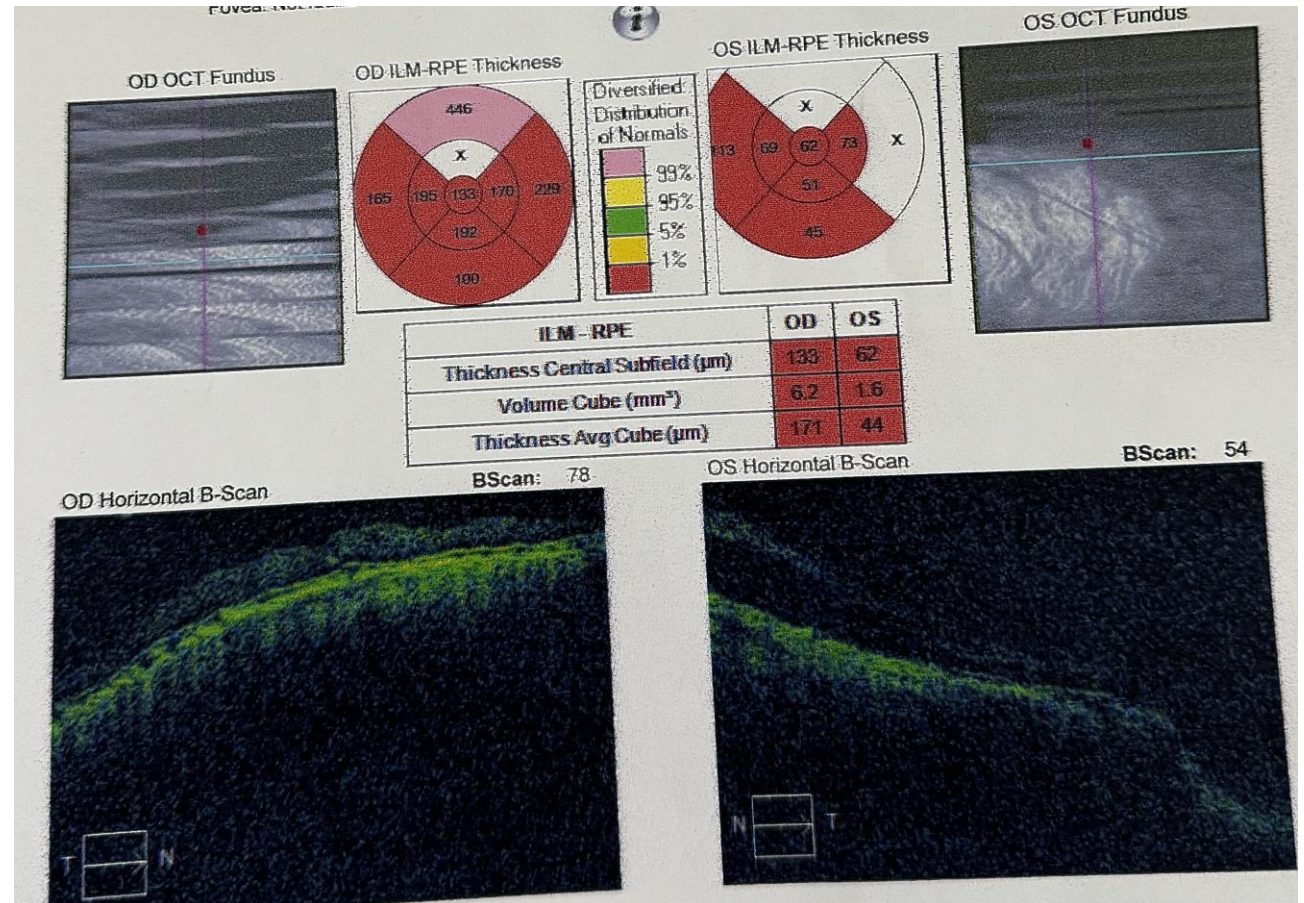 OD OCT Fundus
OD ILM-RPE Thickness
446
X
165 195 133 170 229
192
190
Diversified
Distribution
of Normals
99%
95%
5%
1%
OS ILM-RPE Thickness
X
113 69 62 73 X
51
45
OS OCT Fundus
ILM - RPE OD OS
Thickness Central Subfield (µm) 133 62
Volume Cube (mm³) 6.2 1.6
Thickness Avg Cube (µm) 171 44
OD Horizontal B-Scan BScan: 78
OS Horizontal B-Scan BScan: 54
T N
N T